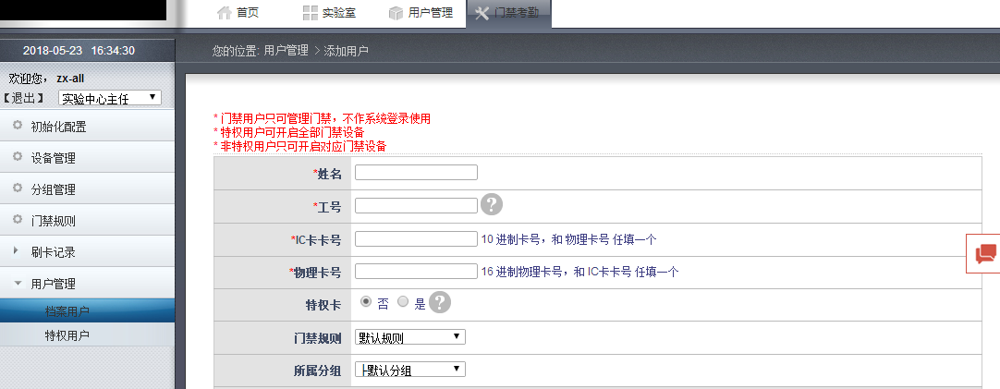 首页 实验室 用户管理 门禁考勤
2018-05-23 16:34:30
您的位置: 用户管理 > 添加用户
欢迎您， zx-all
【退出】 实验中心主任
初始化配置
设备管理
分组管理
门禁规则
刷卡记录
用户管理
档案用户
特权用户
* 门禁用户只可管理门禁，不作系统登录使用
* 特权用户可开启全部门禁设备
* 非特权用户只可开启对应门禁设备
*姓名
*工号 ?
*IC卡卡号 10 进制卡号，和 物理卡号 任填一个
*物理卡号 16 进制物理卡号，和 IC卡卡号 任填一个
特权卡 否 是 ?
门禁规则 默认规则
所属分组 ├默认分组